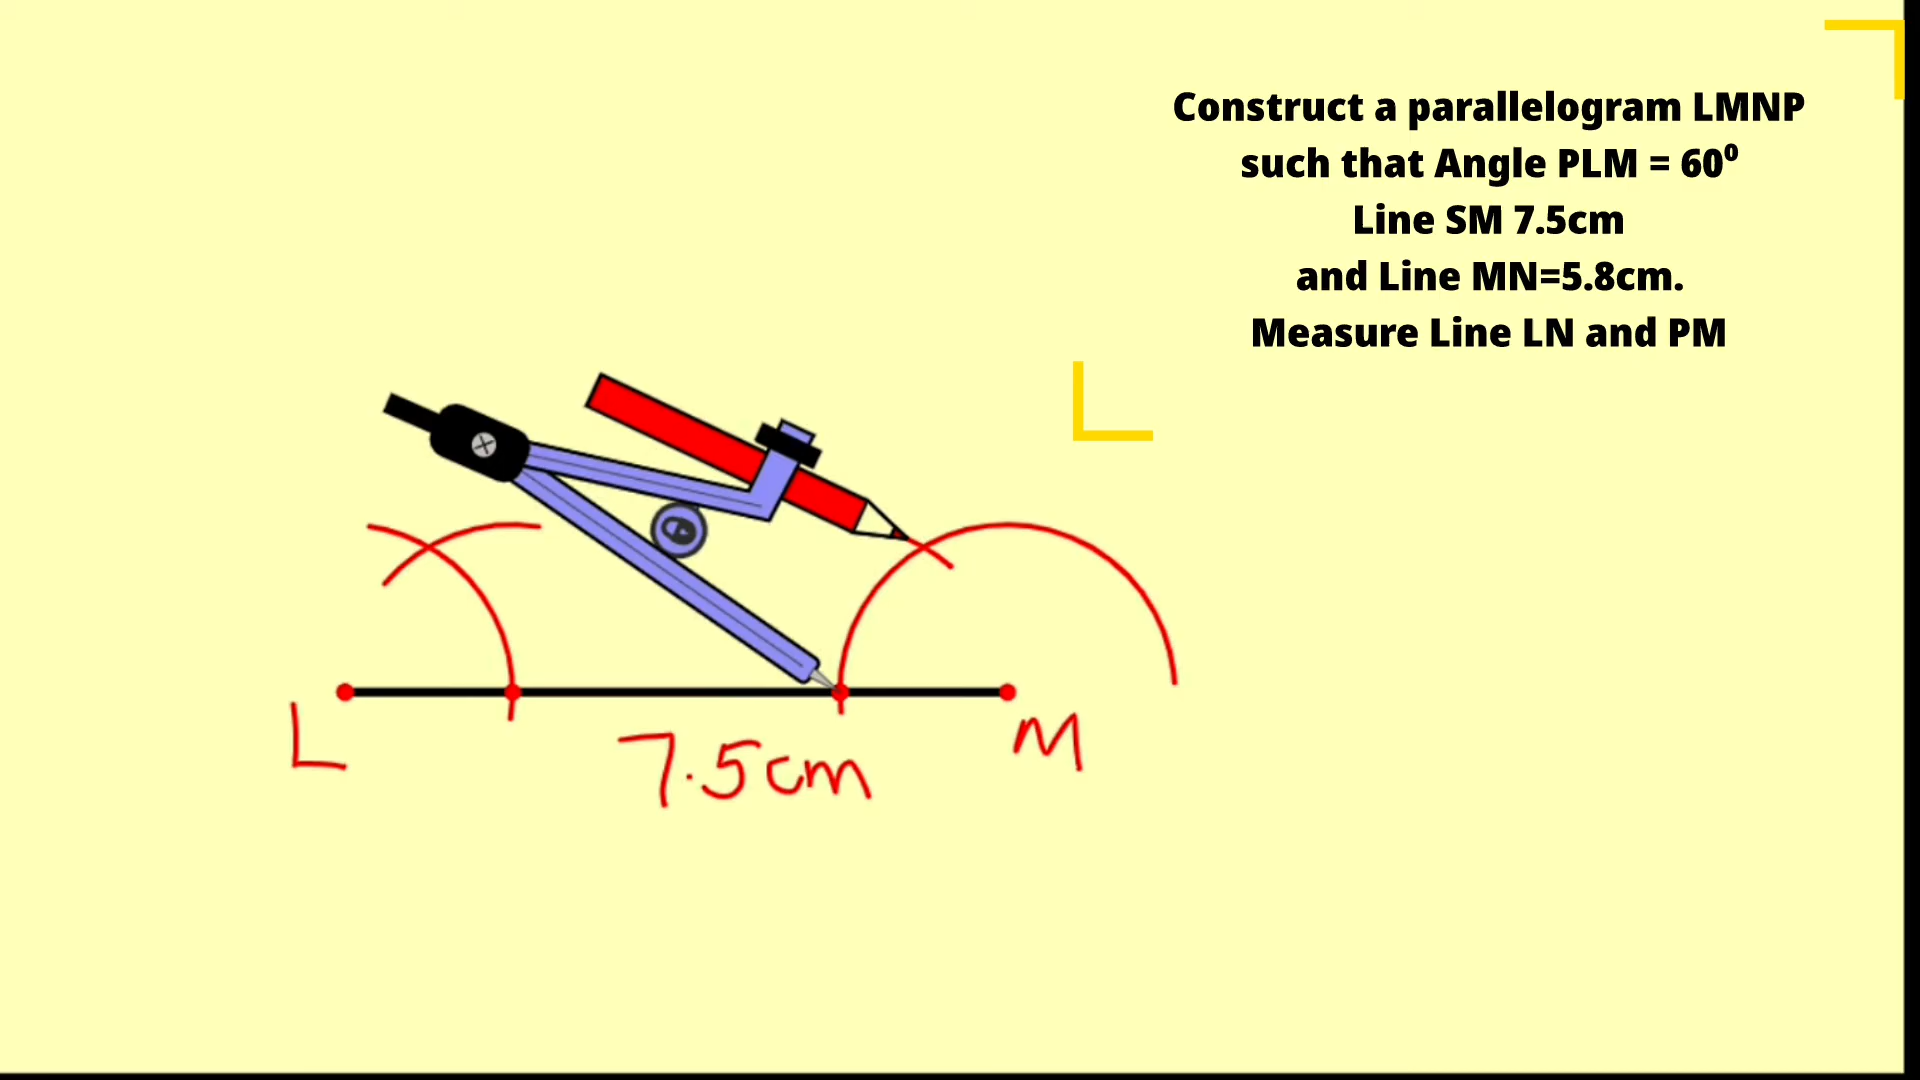 Construct a parallelogram LMNP
such that Angle PLM = 60⁰
Line SM 7.5cm
and Line MN=5.8cm.
Measure Line LN and PM
L
7.5cm
M